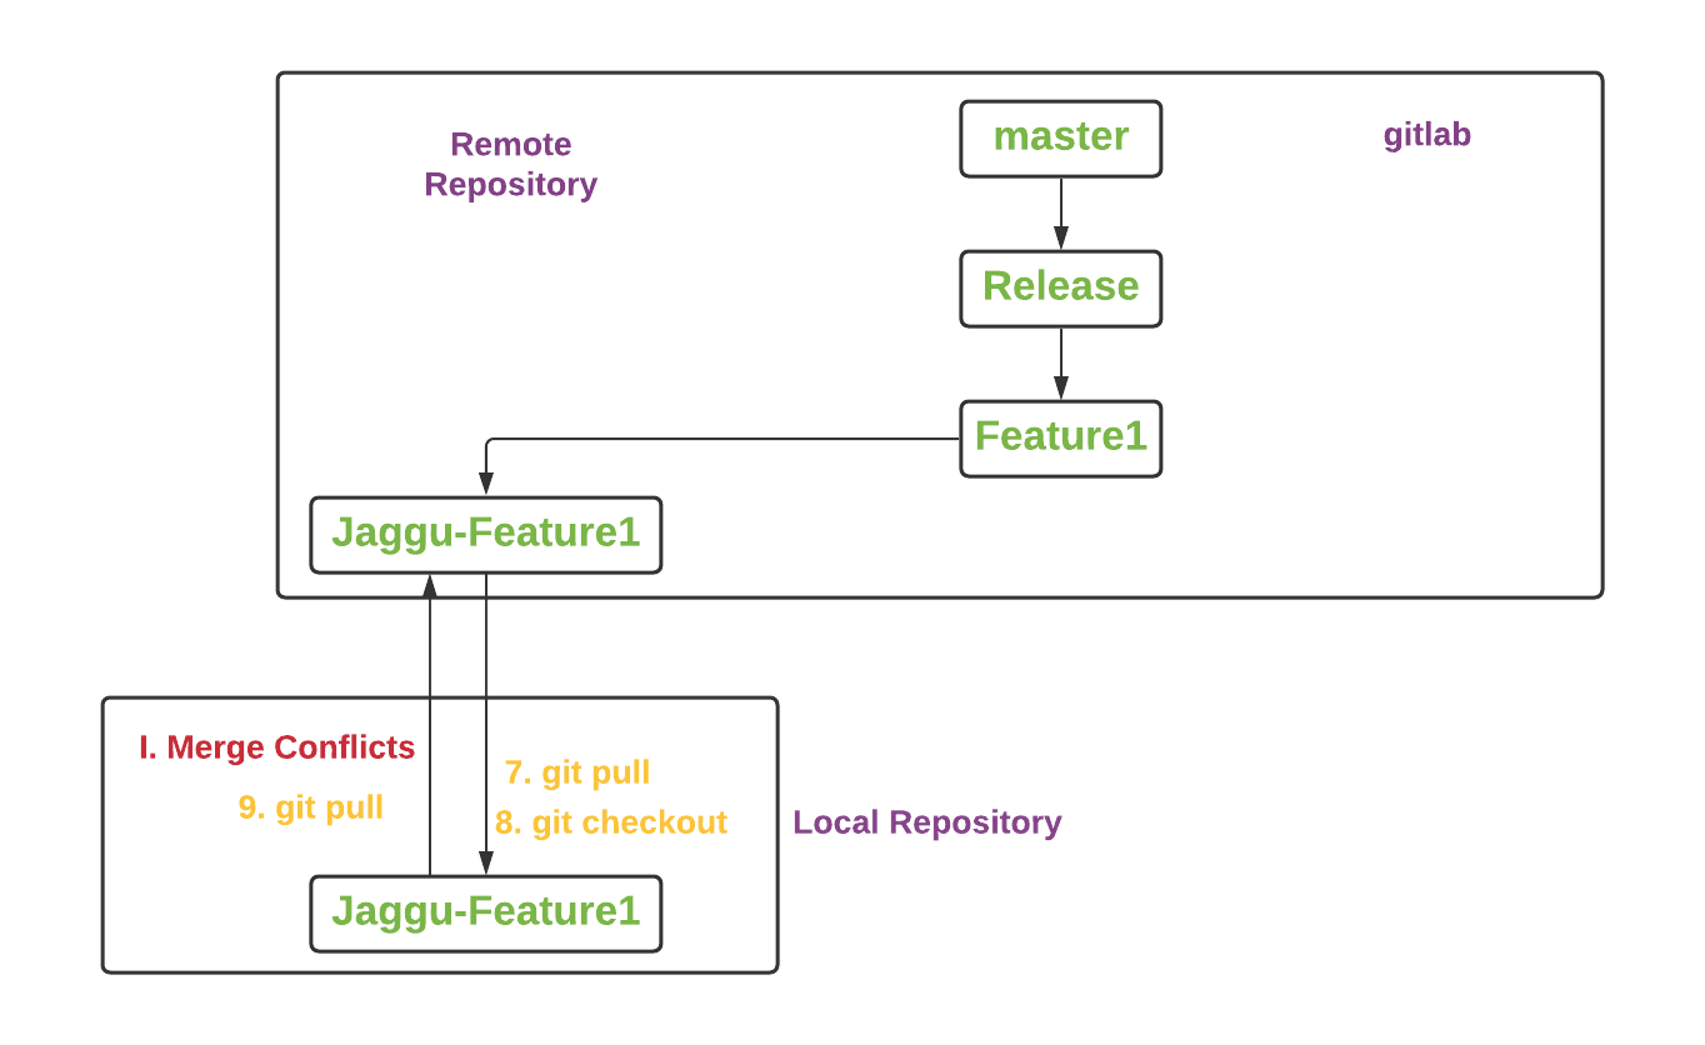 Remote
Repository
master
gitlab
Release
Feature1
Jaggu-Feature1
I. Merge Conflicts
7. git pull
9. git pull
8. git checkout
Local Repository
Jaggu-Feature1